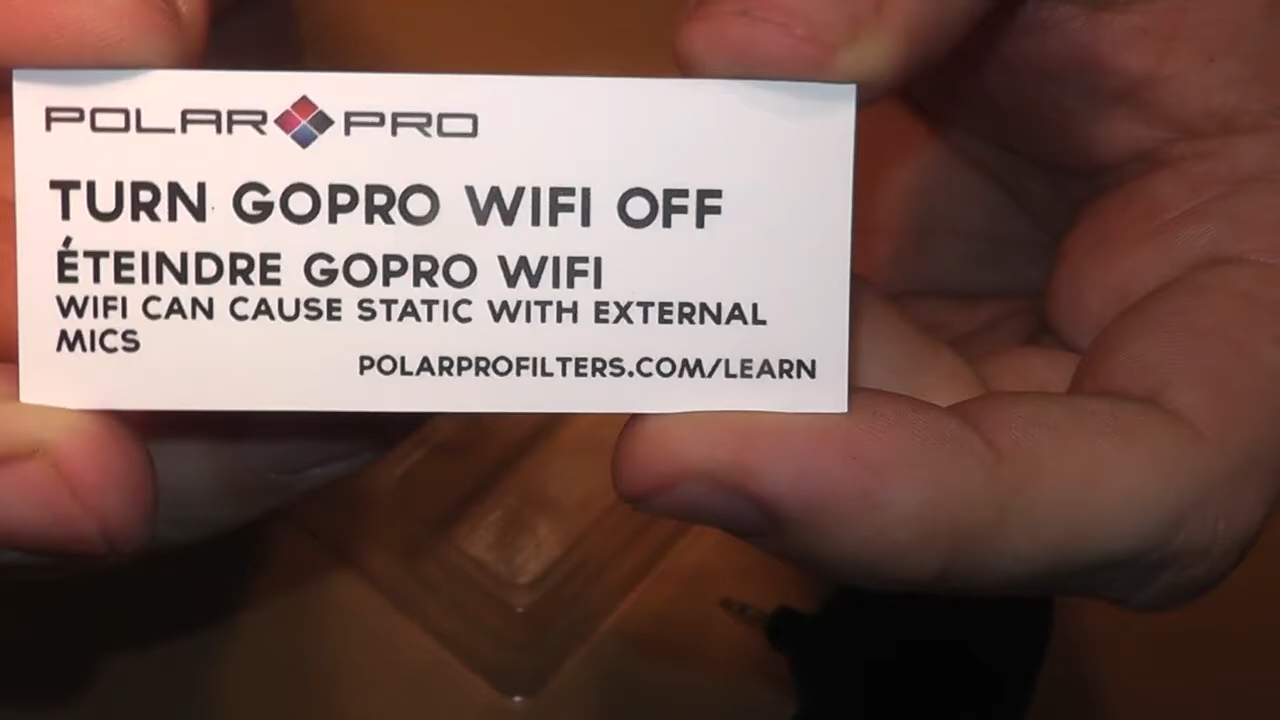 POLAR PRO
TURN GOPRO WIFI OFF
ÉTEINDRE GOPRO WIFI
WIFI CAN CAUSE STATIC WITH EXTERNAL
MICS
POLARPROFILTERS.COM/LEARN